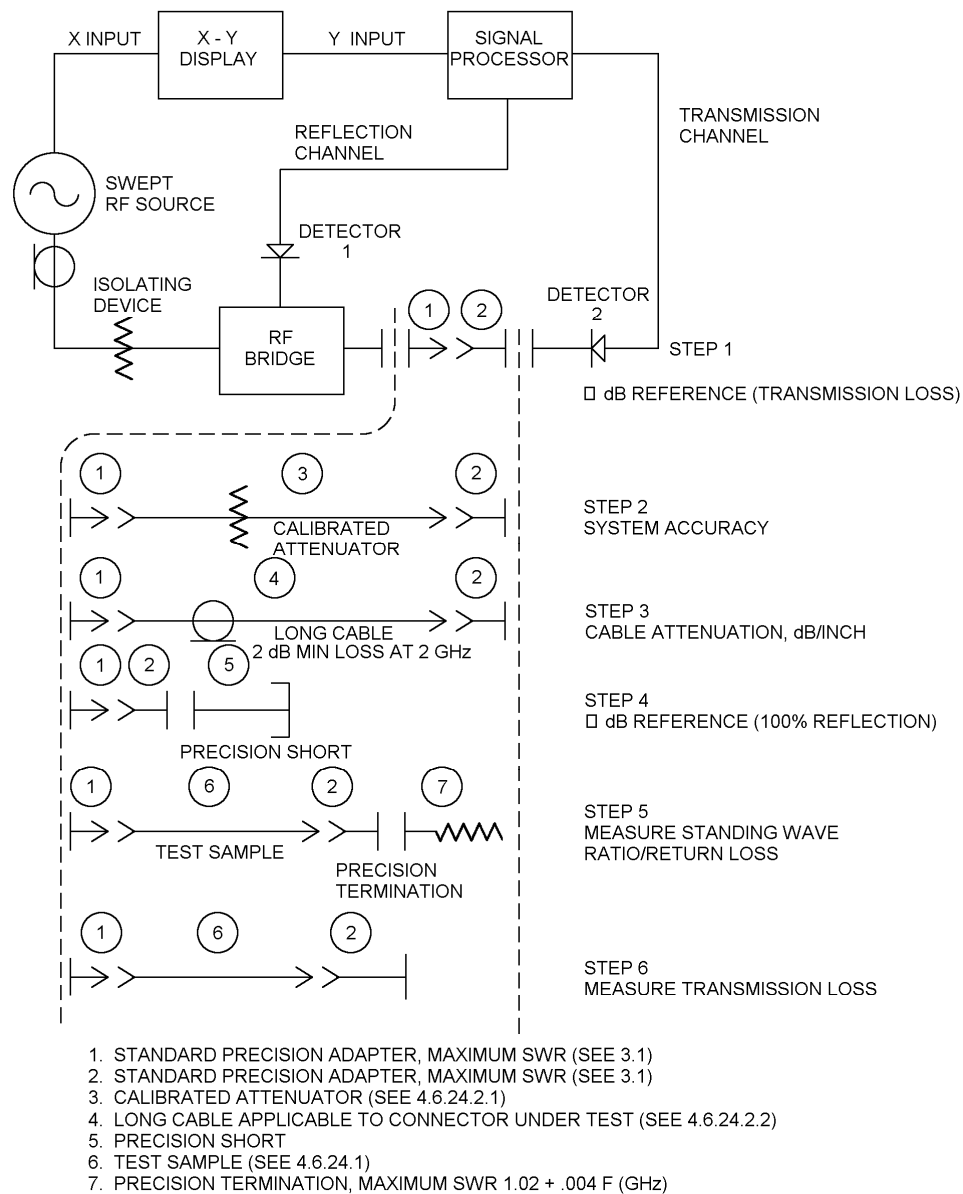 X INPUT
X - Y
DISPLAY
Y INPUT
SIGNAL
PROCESSOR
TRANSMISSION
CHANNEL
REFLECTION
CHANNEL
SWEPT
RF SOURCE
DETECTOR
1
ISOLATING
DEVICE
RF
BRIDGE
1
2
DETECTOR
2
STEP 1
□ dB REFERENCE (TRANSMISSION LOSS)
1
3
2
CALIBRATED
ATTENUATOR
STEP 2
SYSTEM ACCURACY
1
4
2
LONG CABLE
2 dB MIN LOSS AT 2 GHz
STEP 3
CABLE ATTENUATION, dB/INCH
1
2
5
PRECISION SHORT
STEP 4
□ dB REFERENCE (100% REFLECTION)
1
6
2
7
TEST SAMPLE
PRECISION
TERMINATION
STEP 5
MEASURE STANDING WAVE
RATIO/RETURN LOSS
1
6
2
STEP 6
MEASURE TRANSMISSION LOSS
1. STANDARD PRECISION ADAPTER, MAXIMUM SWR (SEE 3.1)
2. STANDARD PRECISION ADAPTER, MAXIMUM SWR (SEE 3.1)
3. CALIBRATED ATTENUATOR (SEE 4.6.24.2.1)
4. LONG CABLE APPLICABLE TO CONNECTOR UNDER TEST (SEE 4.6.24.2.2)
5. PRECISION SHORT
6. TEST SAMPLE (SEE 4.6.24.1)
7. PRECISION TERMINATION, MAXIMUM SWR 1.02 + .004 F (GHz)